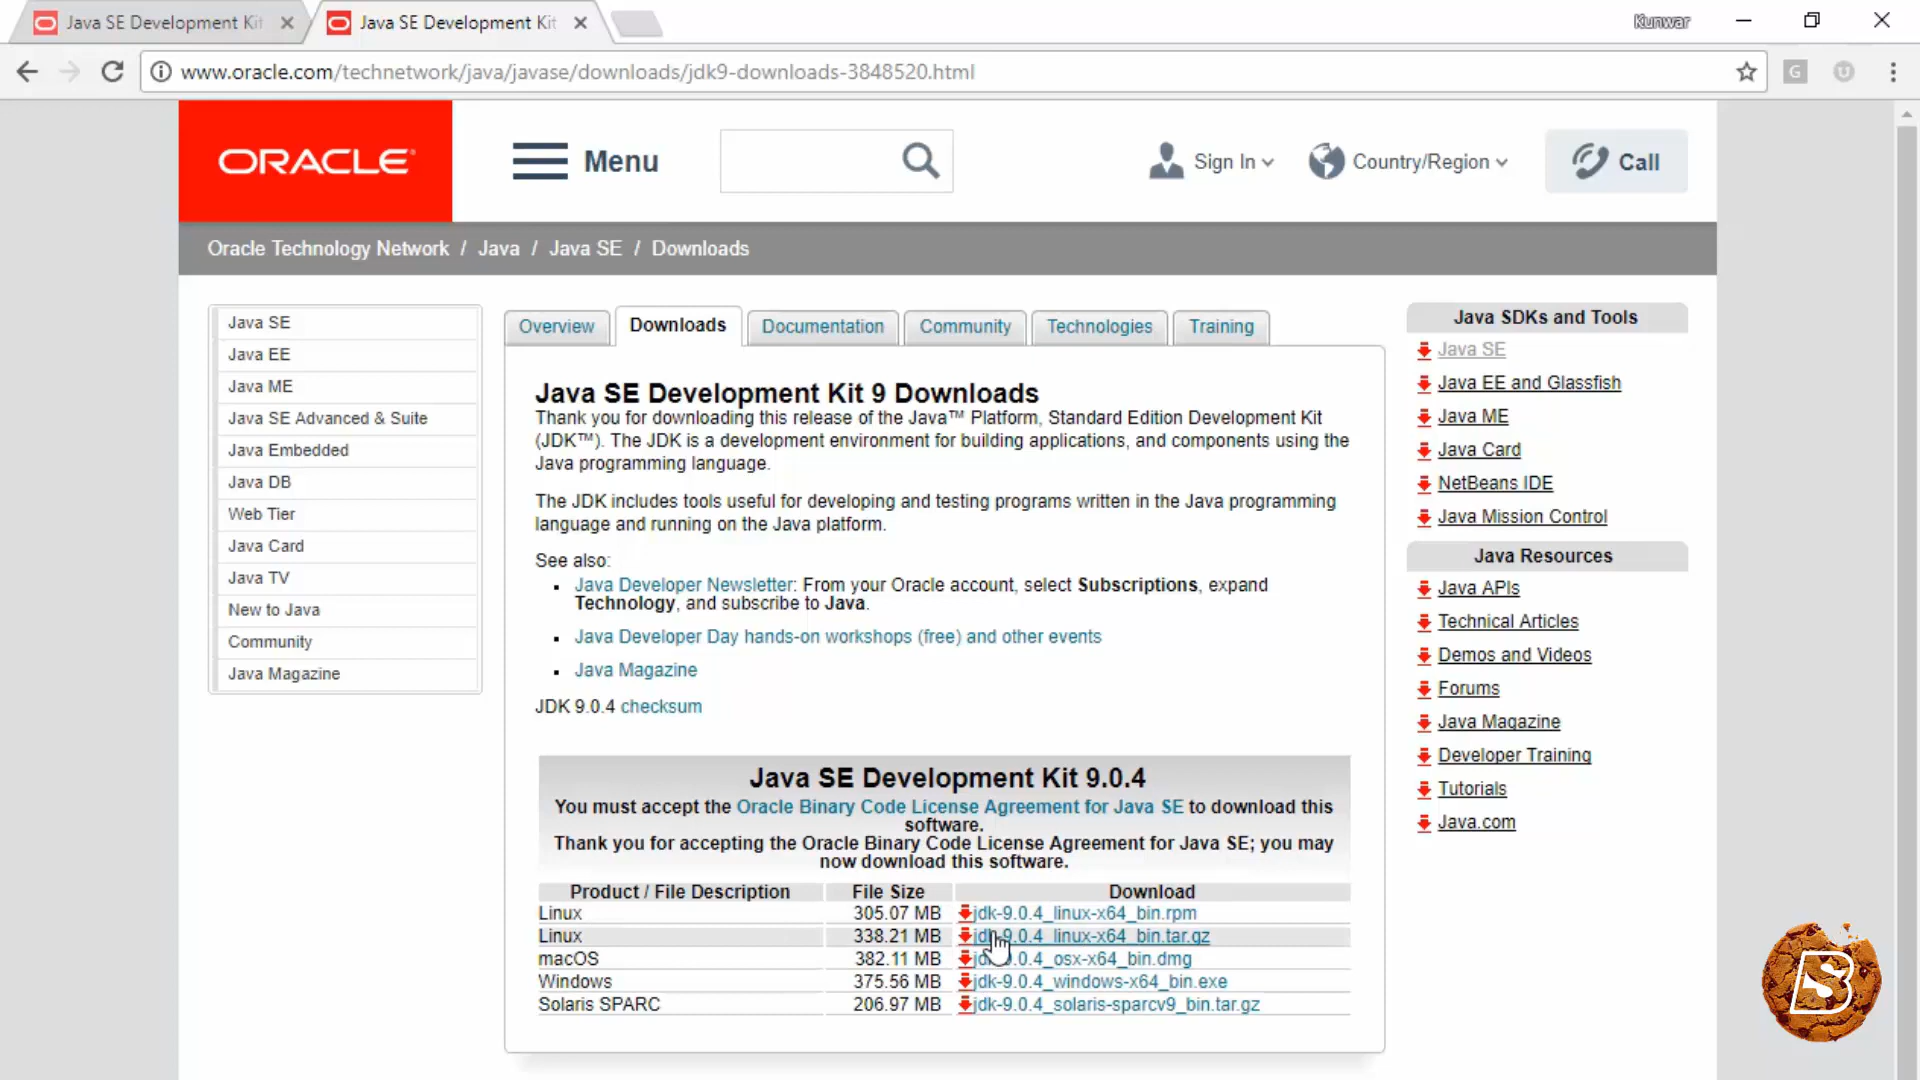 Java SE Development Kit
Java SE Development Kit
Kunwar
www.oracle.com/technetwork/java/javase/downloads/jdk9-downloads-3848520.html
G
U
ORACLE
Menu
Sign In
Country/Region
Call
Oracle Technology Network / Java / Java SE / Downloads
Java SE
Java EE
Java ME
Java SE Advanced & Suite
Java Embedded
Java DB
Web Tier
Java Card
Java TV
New to Java
Community
Java Magazine
Overview
Downloads
Documentation
Community
Technologies
Training
Java SE Development Kit 9 Downloads
Thank you for downloading this release of the Java™ Platform, Standard Edition Development Kit
(JDK™). The JDK is a development environment for building applications, and components using the
Java programming language.
The JDK includes tools useful for developing and testing programs written in the Java programming
language and running on the Java platform.
See also:
Java Developer Newsletter: From your Oracle account, select Subscriptions, expand
Technology, and subscribe to Java.
Java Developer Day hands-on workshops (free) and other events
Java Magazine
JDK 9.0.4 checksum
Java SE Development Kit 9.0.4
You must accept the Oracle Binary Code License Agreement for Java SE to download this
software.
Thank you for accepting the Oracle Binary Code License Agreement for Java SE; you may
now download this software.
Product / File Description File Size Download
Linux 305.07 MB jdk-9.0.4_linux-x64_bin.rpm
Linux 338.21 MB jdk-9.0.4_linux-x64_bin.tar.gz
macOS 382.11 MB jdk-9.0.4_osx-x64_bin.dmg
Windows 375.56 MB jdk-9.0.4_windows-x64_bin.exe
Solaris SPARC 206.97 MB jdk-9.0.4_solaris-sparcv9_bin.tar.gz
Java SDKs and Tools
Java SE
Java EE and Glassfish
Java ME
Java Card
NetBeans IDE
Java Mission Control
Java Resources
Java APIs
Technical Articles
Demos and Videos
Forums
Java Magazine
Developer Training
Tutorials
Java.com